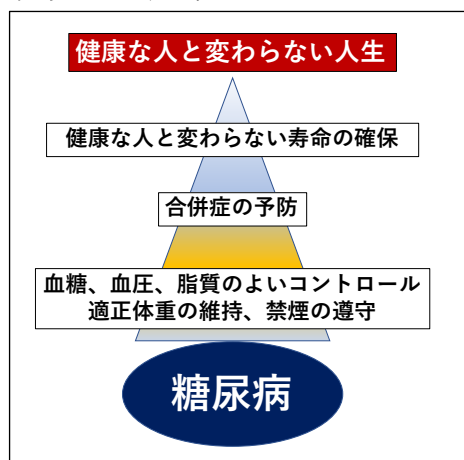 健康な人と変わらない人生
健康な人と変わらない寿命の確保
合併症の予防
血糖、血圧、脂質のよいコントロール
適正体重の維持、禁煙の遵守
糖尿病